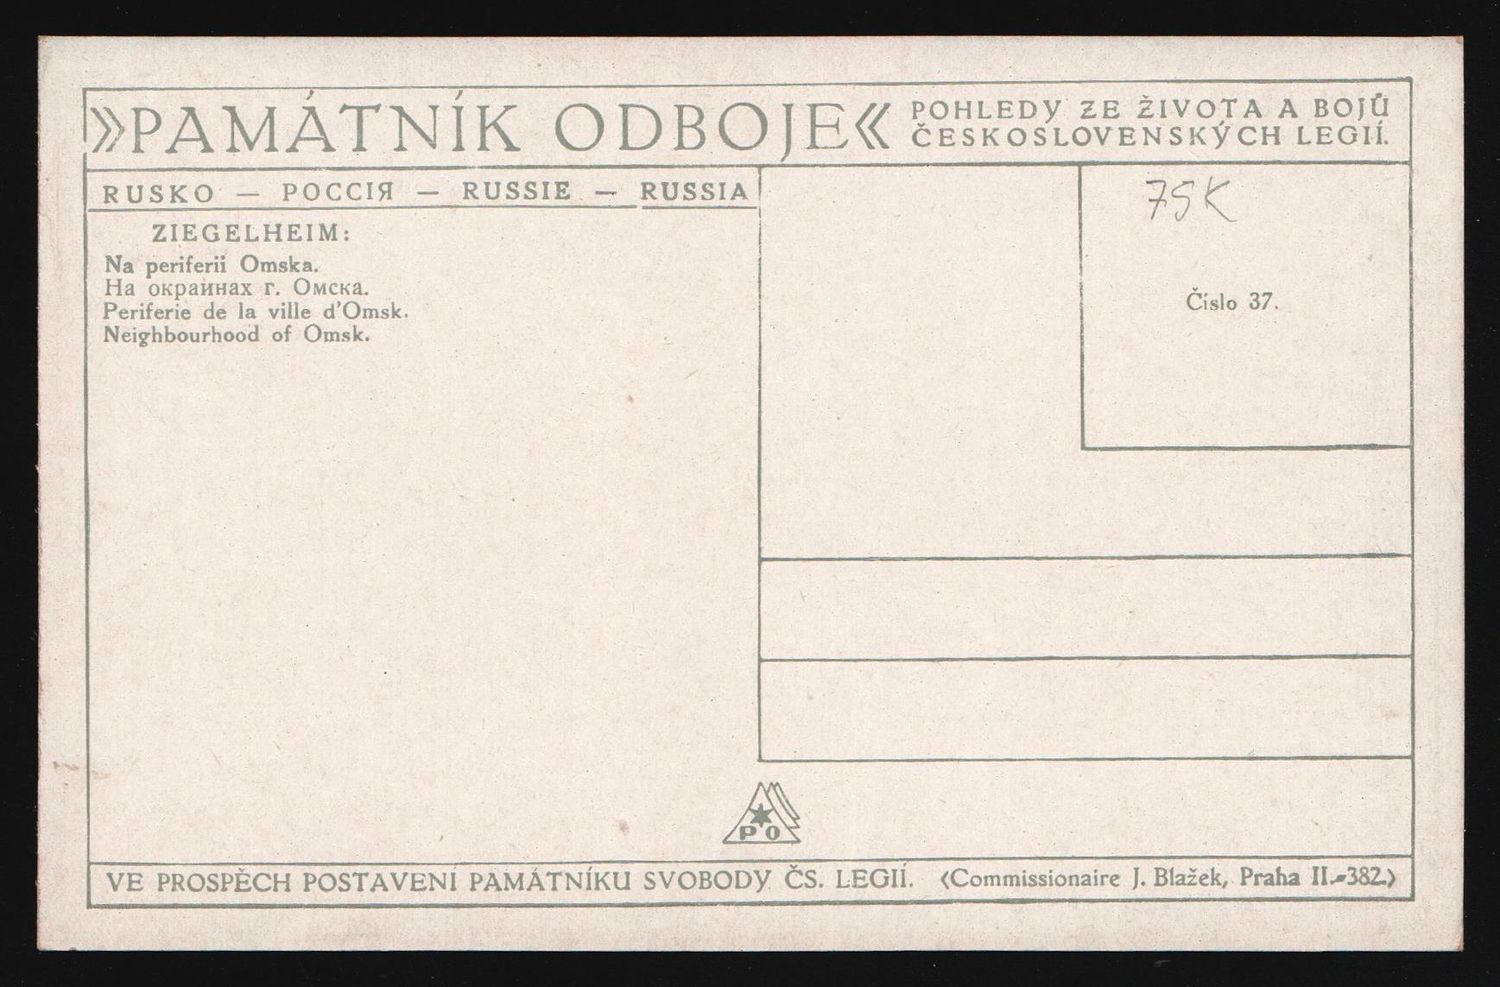 »PAMÁTNÍK ODBOJE« POHLEDY ZE ŽIVOTA A BOJŮ
ČESKOSLOVENSKÝCH LEGIÍ.
RUSKO — РОССІЯ — RUSSIE — RUSSIA
ZIEGELHEIM:
Na periferii Omska.
На окраинах г. Омска.
Periferie de la ville d'Omsk.
Neighbourhood of Omsk.
75K
Číslo 37.
PO
VE PROSPĚCH POSTAVENÍ PAMÁTNÍKU SVOBODY ČS. LEGIÍ. (Commissionaire J. Blažek, Praha II.-382.)